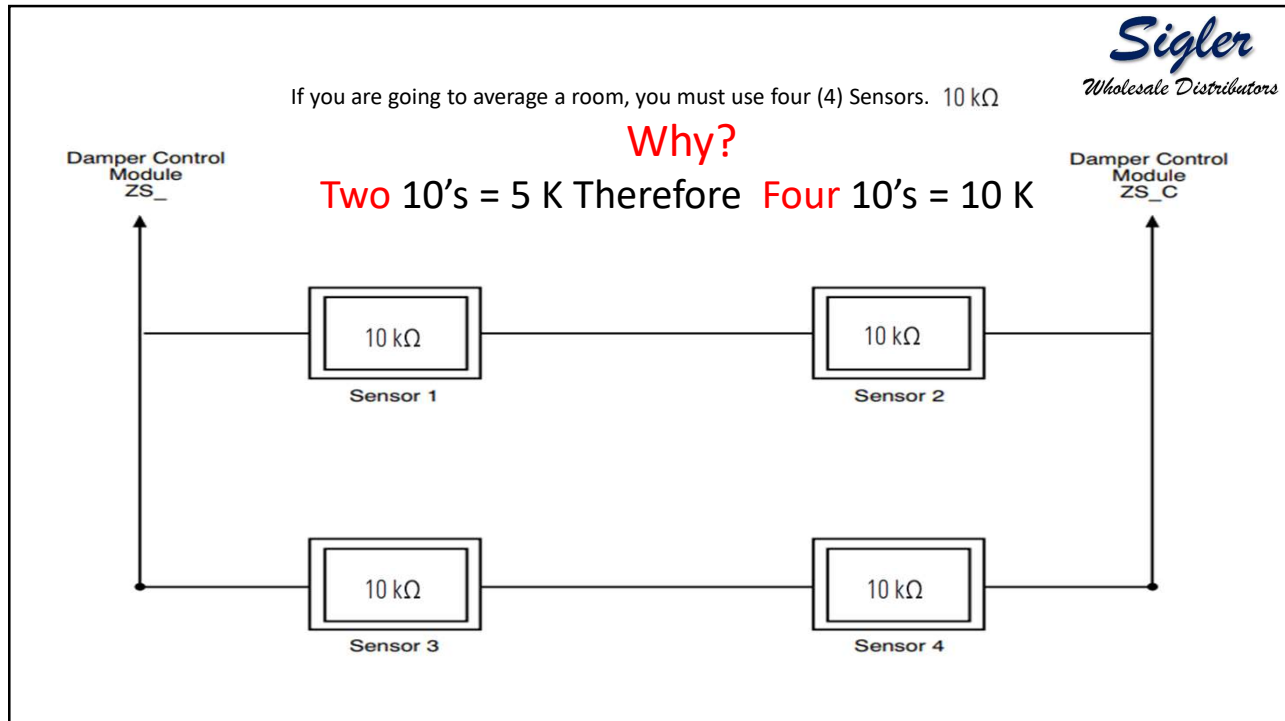 Sigler
Wholesale Distributors
If you are going to average a room, you must use four (4) Sensors. 10 kΩ
Why?
Two 10’s = 5 K Therefore Four 10’s = 10 K
Damper Control
Module
ZS_
Damper Control
Module
ZS_C
10 kΩ
Sensor 1
10 kΩ
Sensor 2
10 kΩ
Sensor 3
10 kΩ
Sensor 4